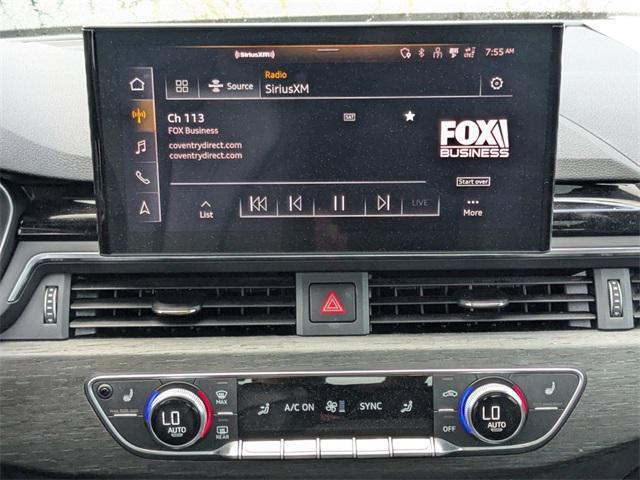 SiriusXM
LTE
7:55 AM
Source
Radio
SiriusXM
Ch 113
SAT
FOX Business
coventrydirect.com
coventrydirect.com
FOX
BUSINESS
Start over
List
LIVE
More
LO
AUTO
MAX
REAR
A/C ON
SYNC
OFF
LO
AUTO